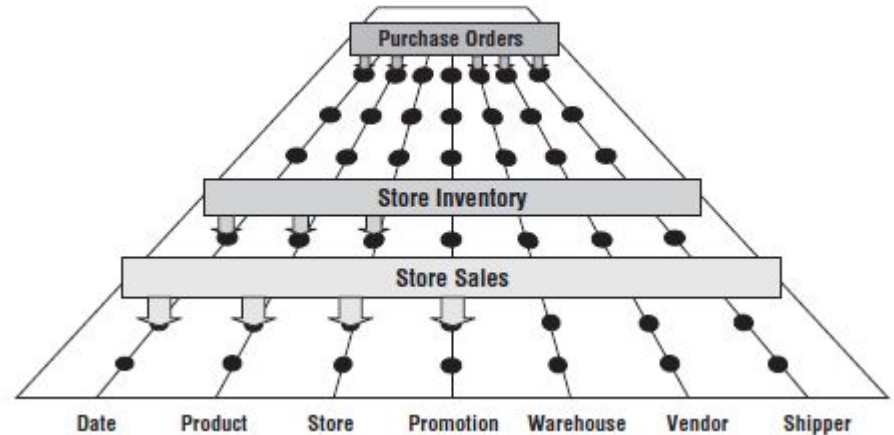 Purchase Orders
Store Inventory
Store Sales
Date Product Store Promotion Warehouse Vendor Shipper